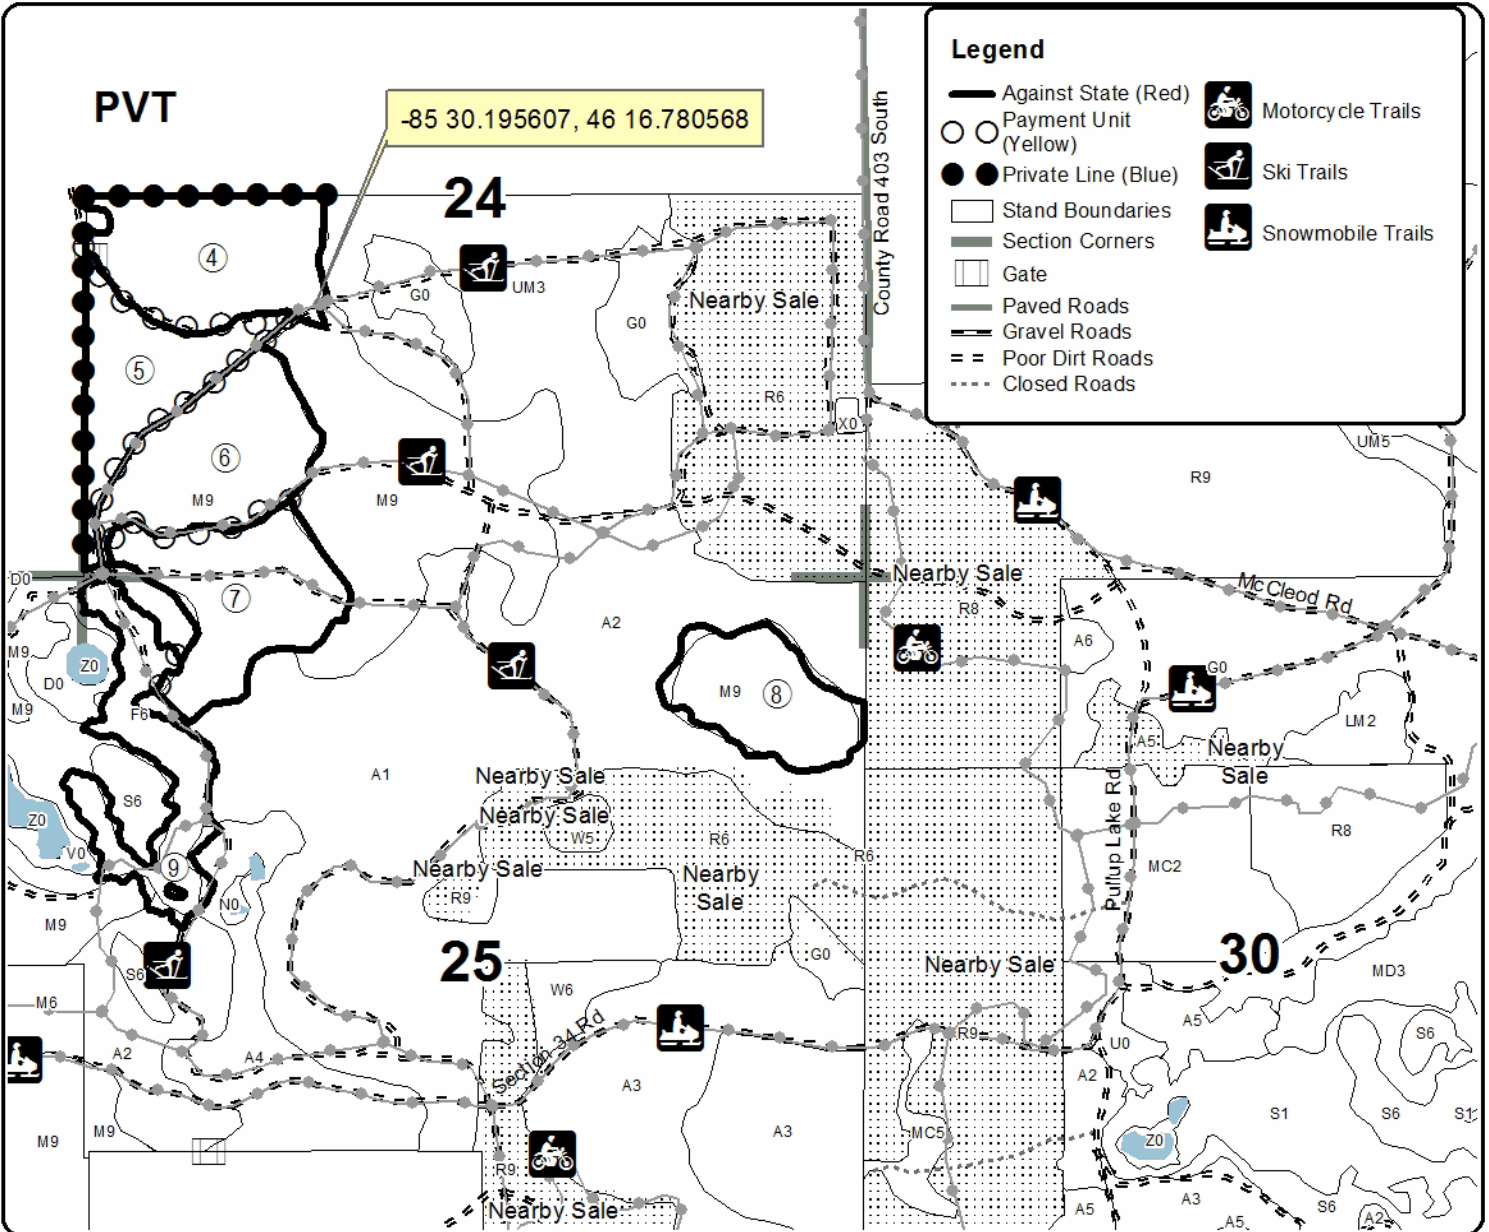 PVT
-85 30.195607, 46 16.780568
24
County Road 403 South
Legend
Against State (Red)
Payment Unit
(Yellow)
Private Line (Blue)
Stand Boundaries
Section Corners
Gate
Paved Roads
Gravel Roads
Poor Dirt Roads
Closed Roads
Motorcycle Trails
Ski Trails
Snowmobile Trails
4
G0
UM3
Nearby Sale
G0
5
R6
X0
UM5
6
R9
M9
M9
D0
7
Nearby Sale
McCleod Rd
R8
A2
A6
M9
Z0
D0
M9
8
G0
M9
F6
LM2
A5
Nearby
Sale
A1
Nearby Sale
S6
Pullup Lake Rd
Z0
Nearby Sale
W5
R6
R8
V0
R6
9
Nearby Sale
Nearby
Sale
MC2
R9
N0
M9
25
G0
30
Nearby Sale
S6
MD3
W6
M6
A5
S6
Section 34 Rd
R9
U0
A2
A4
A3
A2
S1
S6
S1
M9
M9
A3
MC5
Z0
R9
A3
S6
Nearby Sale
A5
A5
A2